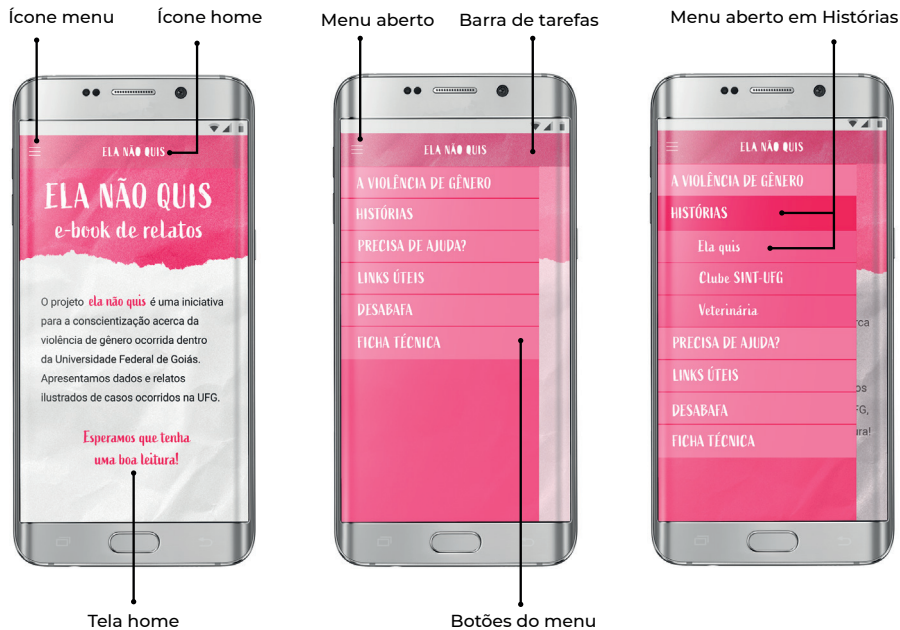 Ícone menu
Ícone home
Menu aberto
Barra de tarefas
Menu aberto em Histórias
ELA NÃO QUIS
ELA NÃO QUIS
e-book de relatos
O projeto ela não quis é uma iniciativa
para a conscientização acerca da
violência de gênero ocorrida dentro
da Universidade Federal de Goiás.
Apresentamos dados e relatos
ilustrados de casos ocorridos na UFG.
Esperamos que tenha
uma boa leitura!
Tela home
ELA NÃO QUIS
A VIOLÊNCIA DE GÊNERO
HISTÓRIAS
PRECISA DE AJUDA?
LINKS ÚTEIS
DESABAFA
FICHA TÉCNICA
Botões do menu
ELA NÃO QUIS
A VIOLÊNCIA DE GÊNERO
HISTÓRIAS
Ela quis
Clube SINT-UFG
Veterinária
PRECISA DE AJUDA?
LINKS ÚTEIS
DESABAFA
FICHA TÉCNICA
rca
os
FG,
ura!